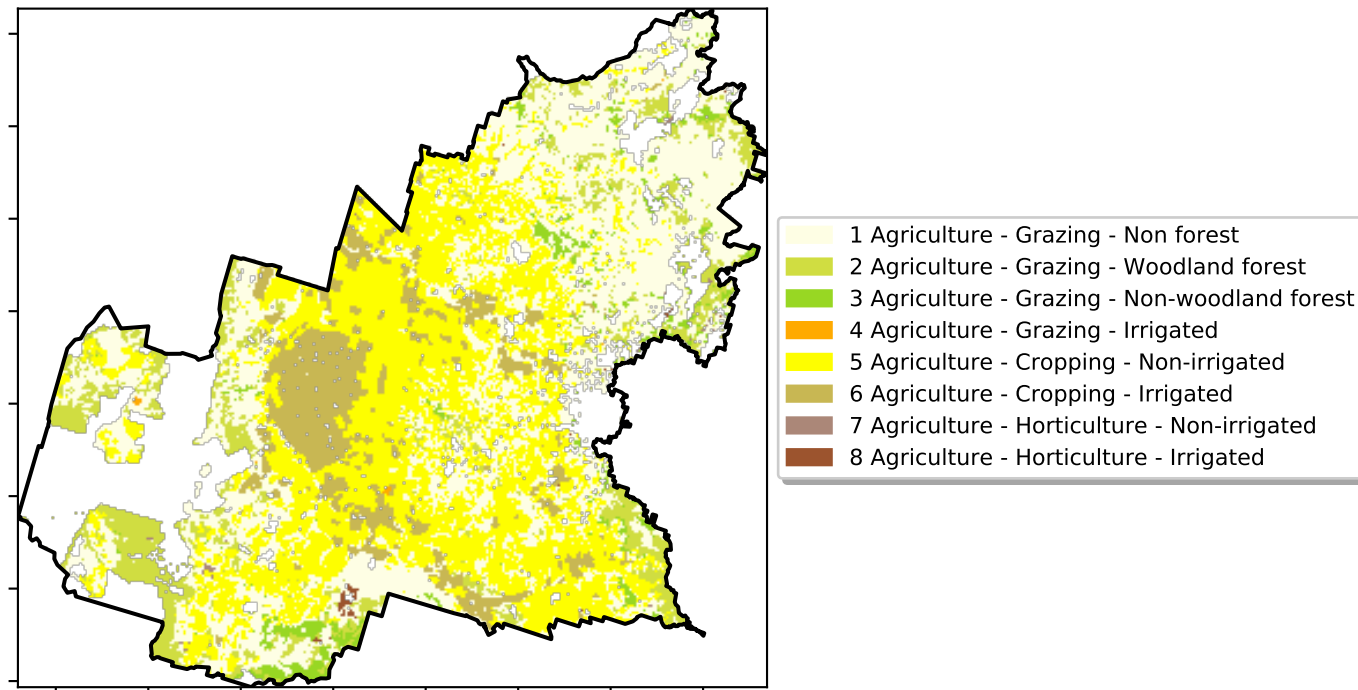 1 Agriculture - Grazing - Non forest
2 Agriculture - Grazing - Woodland forest
3 Agriculture - Grazing - Non-woodland forest
4 Agriculture - Grazing - Irrigated
5 Agriculture - Cropping - Non-irrigated
6 Agriculture - Cropping - Irrigated
7 Agriculture - Horticulture - Non-irrigated
8 Agriculture - Horticulture - Irrigated